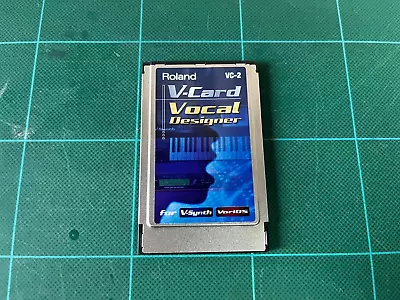 Roland VC-2
V-Card
Vocal
Designer
For V-Synth VariOS